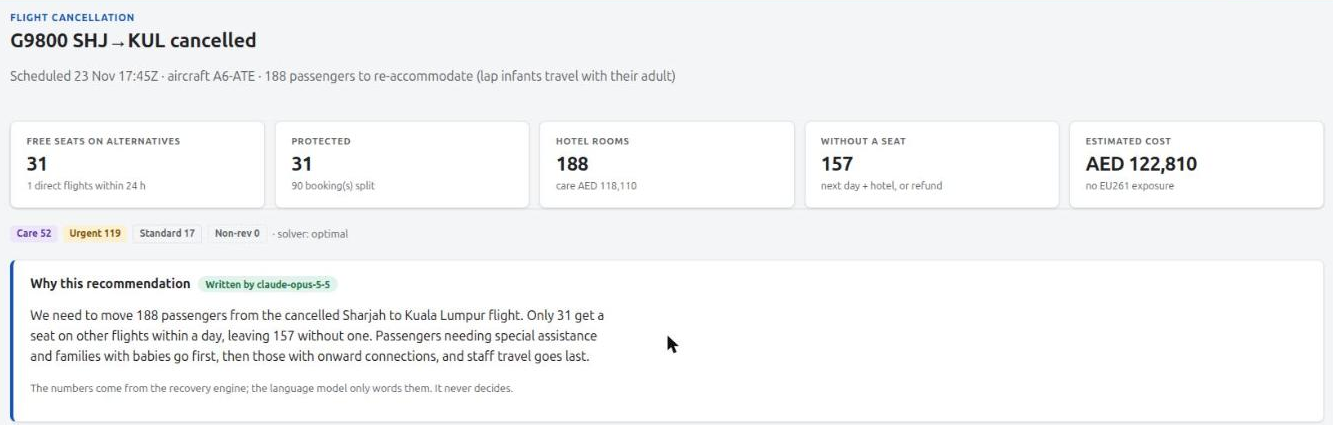 FLIGHT CANCELLATION
G9800 SHJ→KUL cancelled
Scheduled 23 Nov 17:45Z · aircraft A6-ATE · 188 passengers to re-accommodate (lap infants travel with their adult)
FREE SEATS ON ALTERNATIVES
31
1 direct flights within 24 h
PROTECTED
31
90 booking(s) split
HOTEL ROOMS
188
care AED 118,110
WITHOUT A SEAT
157
next day + hotel, or refund
ESTIMATED COST
AED 122,810
no EU261 exposure
Care 52 Urgent 119 Standard 17 Non-rev 0 · solver: optimal
Why this recommendation Written by claude-opus-5-5
We need to move 188 passengers from the cancelled Sharjah to Kuala Lumpur flight. Only 31 get a
seat on other flights within a day, leaving 157 without one. Passengers needing special assistance
and families with babies go first, then those with onward connections, and staff travel goes last.
The numbers come from the recovery engine; the language model only words them. It never decides.